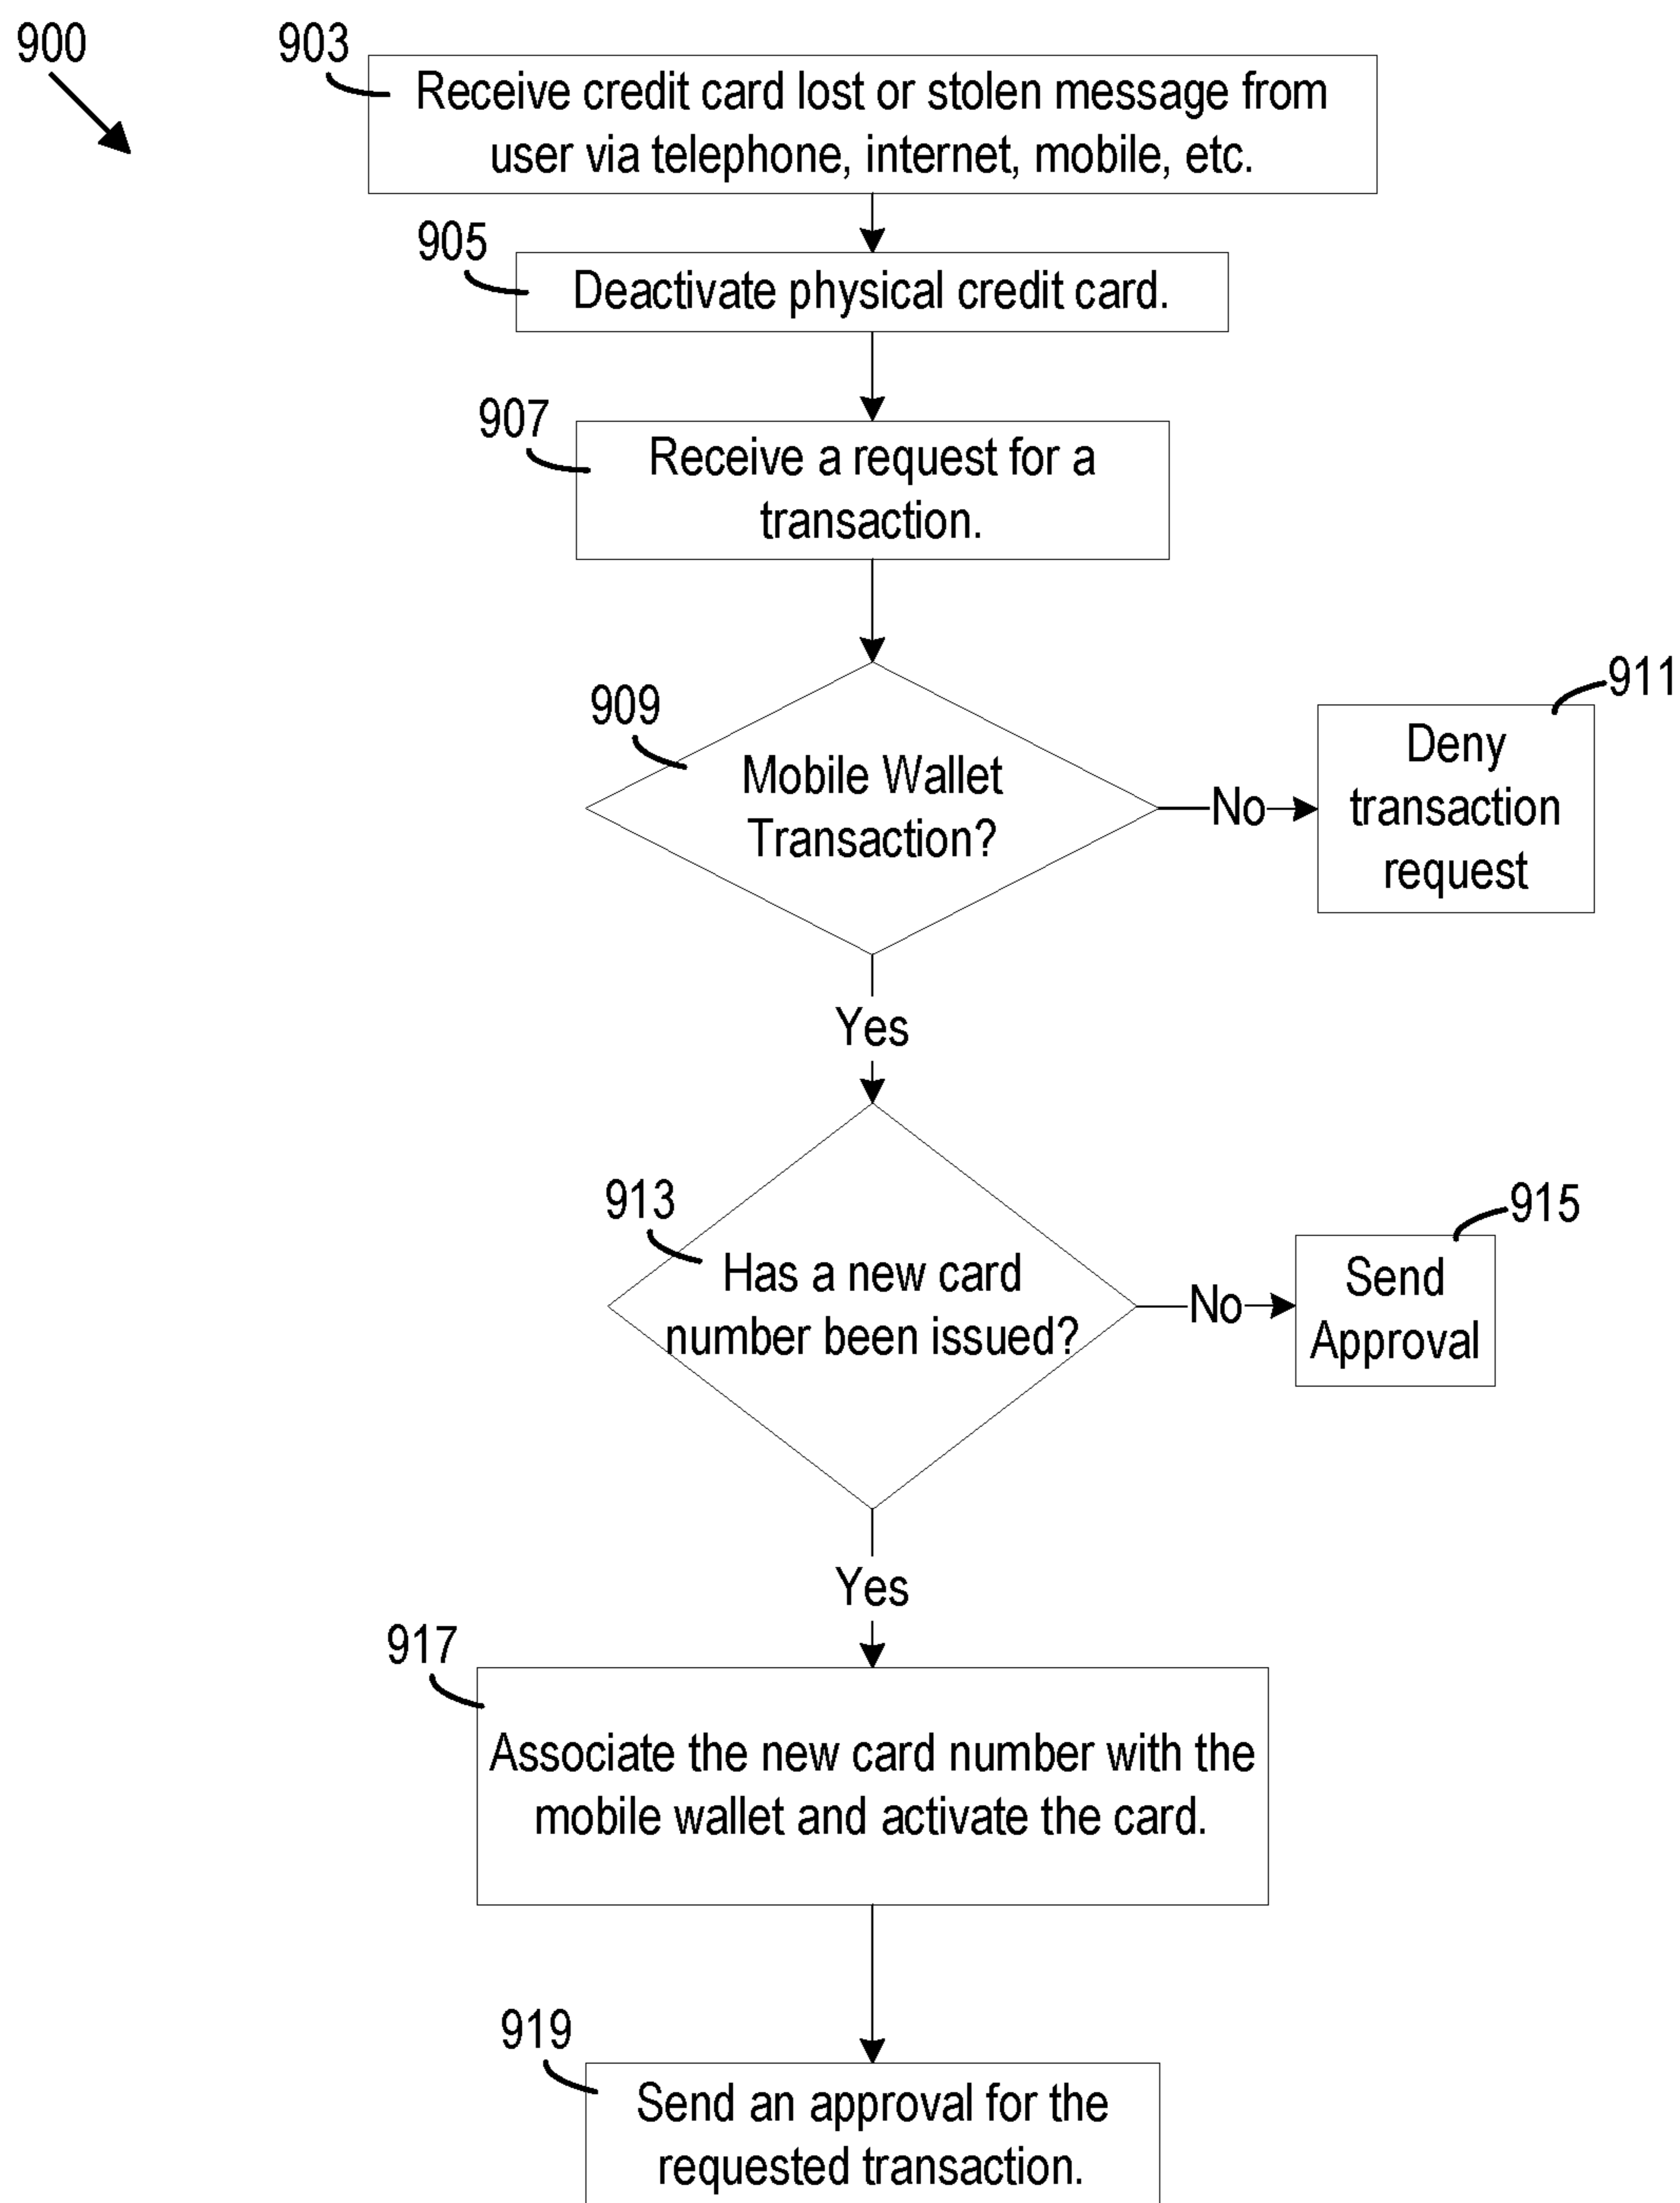 900
903
Receive credit card lost or stolen message from
user via telephone, internet, mobile, etc.
905
Deactivate physical credit card.
907
Receive a request for a
transaction.
909
Mobile Wallet
Transaction?
No
911
Deny
transaction
request
Yes
913
Has a new card
number been issued?
No
915
Send
Approval
Yes
917
Associate the new card number with the
mobile wallet and activate the card.
919
Send an approval for the
requested transaction.